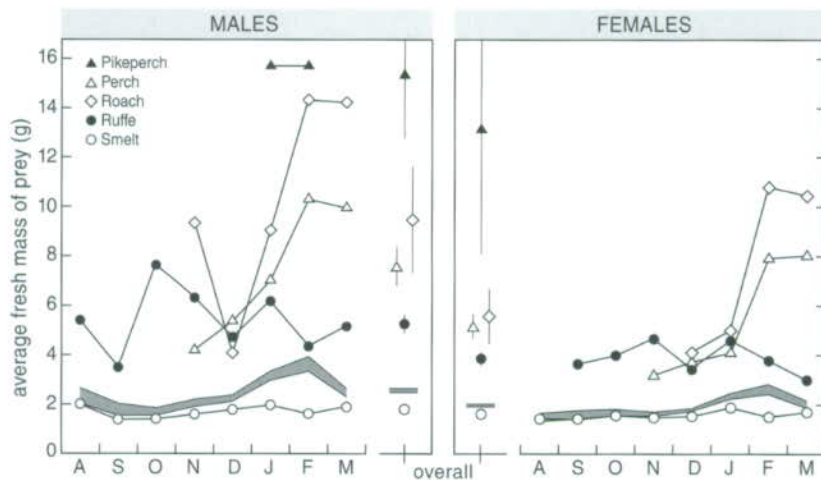 MALES
FEMALES
average fresh mass of prey (g)
16
14
12
10
8
6
4
2
0
Pikeperch
Perch
Roach
Ruffe
Smelt
A S O N D J F M
overall
A S O N D J F M